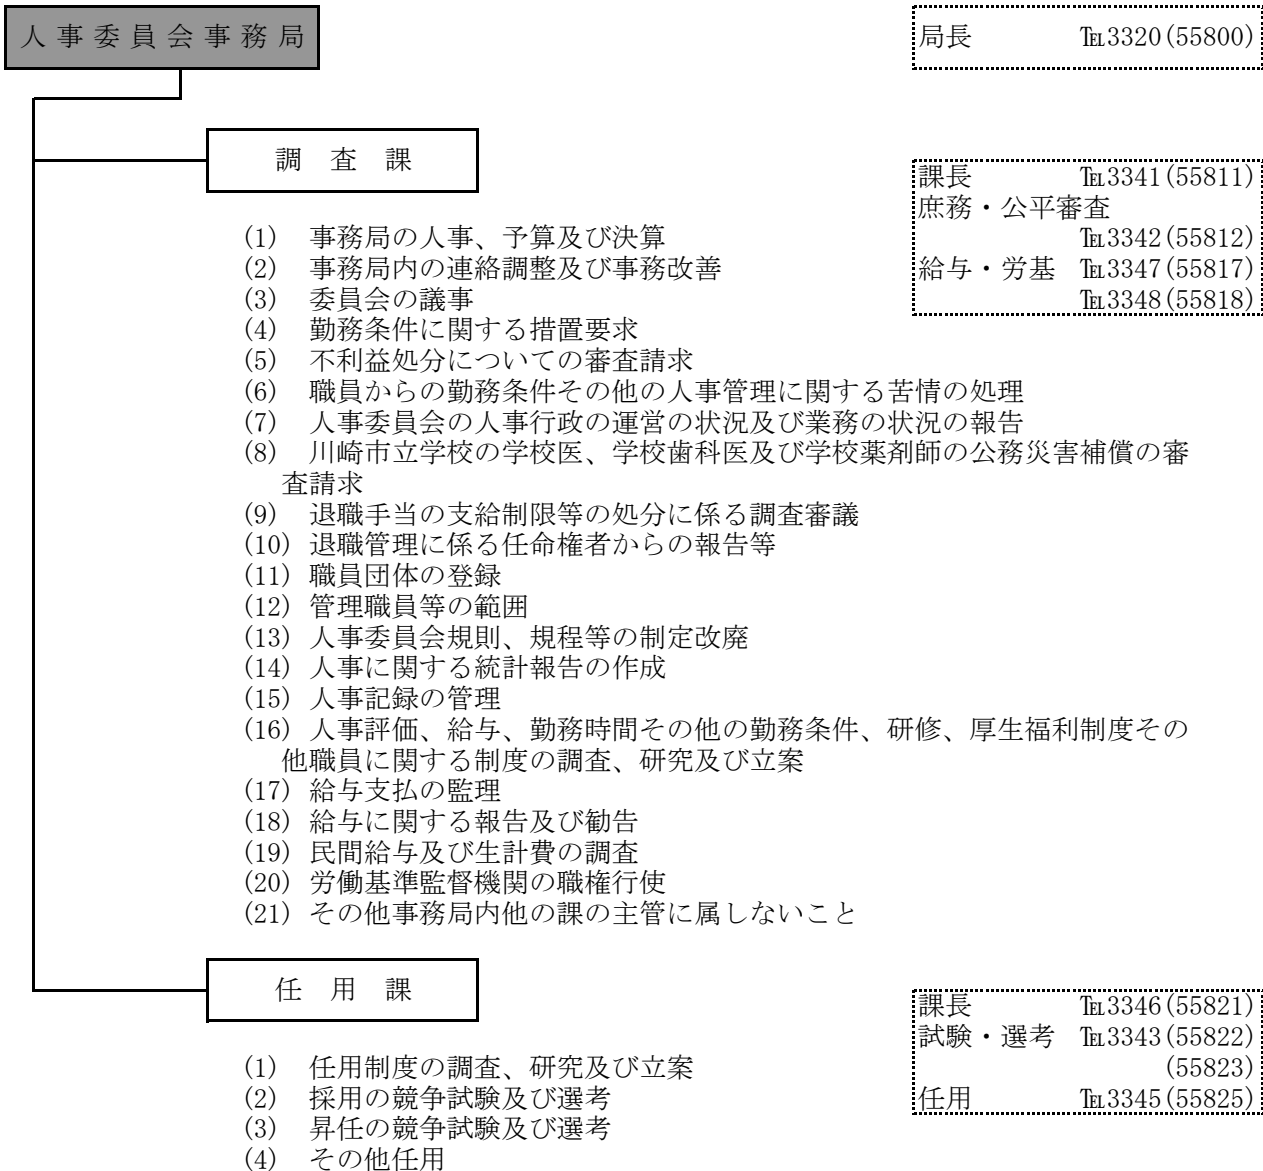 人事委員会事務局
局長 ℡3320(55800)
調査課
課長 ℡3341(55811)
庶務・公平審査
℡3342(55812)
給与・労基 ℡3347(55817)
℡3348(55818)
(1) 事務局の人事、予算及び決算
(2) 事務局内の連絡調整及び事務改善
(3) 委員会の議事
(4) 勤務条件に関する措置要求
(5) 不利益処分についての審査請求
(6) 職員からの勤務条件その他の人事管理に関する苦情の処理
(7) 人事委員会の人事行政の運営の状況及び業務の状況の報告
(8) 川崎市立学校の学校医、学校歯科医及び学校薬剤師の公務災害補償の審
査請求
(9) 退職手当の支給制限等の処分に係る調査審議
(10) 退職管理に係る任命権者からの報告等
(11) 職員団体の登録
(12) 管理職員等の範囲
(13) 人事委員会規則、規程等の制定改廃
(14) 人事に関する統計報告の作成
(15) 人事記録の管理
(16) 人事評価、給与、勤務時間その他の勤務条件、研修、厚生福利制度その
他職員に関する制度の調査、研究及び立案
(17) 給与支払の監理
(18) 給与に関する報告及び勧告
(19) 民間給与及び生計費の調査
(20) 労働基準監督機関の職権行使
(21) その他事務局内他の課の主管に属しないこと
任用課
課長 ℡3346(55821)
試験・選考 ℡3343(55822)
(55823)
任用 ℡3345(55825)
(1) 任用制度の調査、研究及び立案
(2) 採用の競争試験及び選考
(3) 昇任の競争試験及び選考
(4) その他任用